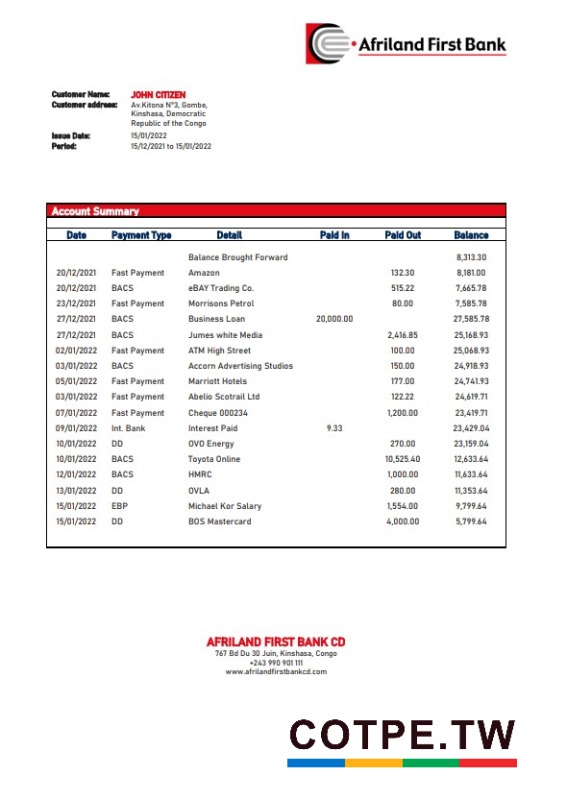 Afriland First Bank
Customer Name: JOHN CITIZEN
Customer address: Av.Kitona N°3, Gombe,
Kinshasa, Democratic
Republic of the Congo
Issue Date: 15/01/2022
Period: 15/12/2021 to 15/01/2022
Account Summary
Date Payment Type Detail Paid In Paid Out Balance
Balance Brought Forward 8,313.30
20/12/2021 Fast Payment Amazon 132.30 8,181.00
20/12/2021 BACS eBAY Trading Co. 515.22 7,665.78
23/12/2021 Fast Payment Morrisons Petrol 80.00 7,585.78
27/12/2021 BACS Business Loan 20,000.00 27,585.78
27/12/2021 BACS Jumes white Media 2,416.85 25,168.93
02/01/2022 Fast Payment ATM High Street 100.00 25,068.93
03/01/2022 BACS Accorn Advertising Studios 150.00 24,918.93
05/01/2022 Fast Payment Marriott Hotels 177.00 24,741.93
03/01/2022 Fast Payment Abelio Scotrail Ltd 122.22 24,619.71
07/01/2022 Fast Payment Cheque 000234 1,200.00 23,419.71
09/01/2022 Int. Bank Interest Paid 9.33 23,429.04
10/01/2022 DD OVO Energy 270.00 23,159.04
10/01/2022 BACS Toyota Online 10,525.40 12,633.64
12/01/2022 BACS HMRC 1,000.00 11,633.64
13/01/2022 DD OVLA 280.00 11,353.64
15/01/2022 EBP Michael Kor Salary 1,554.00 9,799.64
15/01/2022 DD BOS Mastercard 4,000.00 5,799.64
AFRILAND FIRST BANK CD
767 Bd Du 30 Juin, Kinshasa, Congo
+243 990 901 111
www.afrilandfirstbankcd.com
COTPE.TW